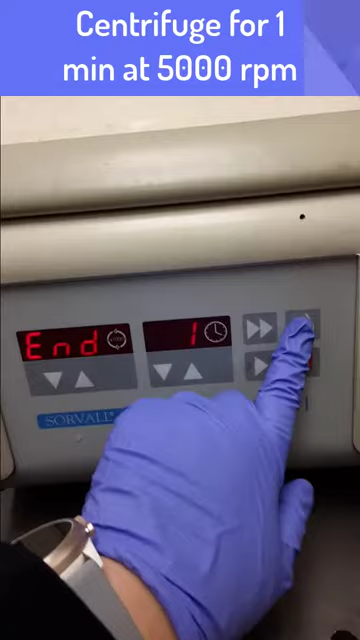 Centrifuge for 1
min at 5000 rpm
End
1
SORVALL